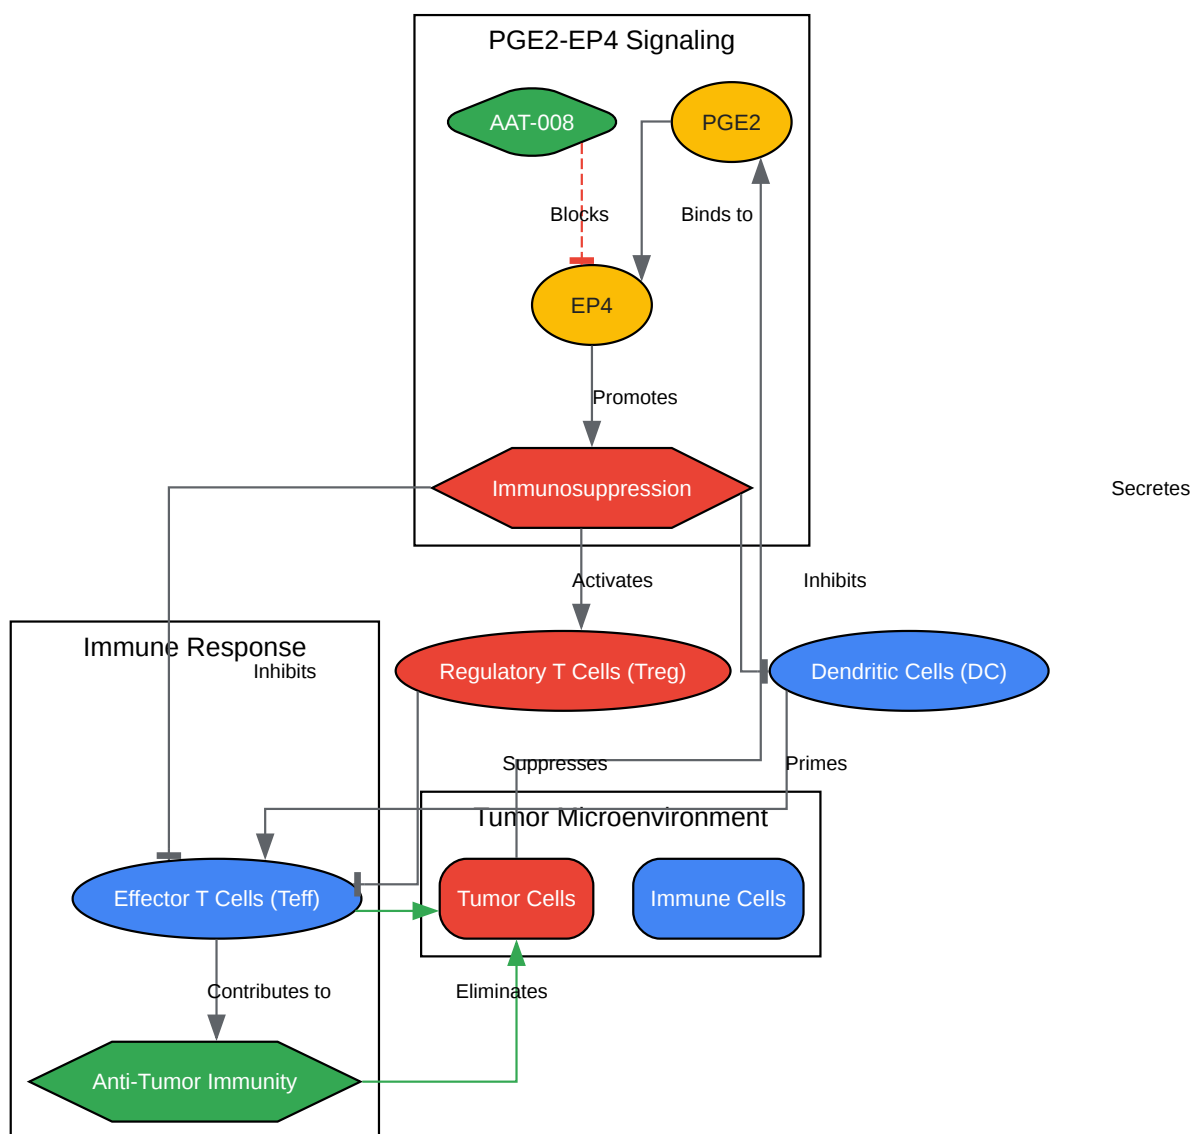 PGE2-EP4 Signaling
AAT-008
PGE2
Blocks
Binds to
EP4
Promotes
Immunosuppression
Secretes
Activates
Inhibits
Immune Response
Inhibits
Regulatory T Cells (Treg)
Dendritic Cells (DC)
Suppresses
Primes
Tumor Microenvironment
Effector T Cells (Teff)
Tumor Cells
Immune Cells
Contributes to
Eliminates
Anti-Tumor Immunity